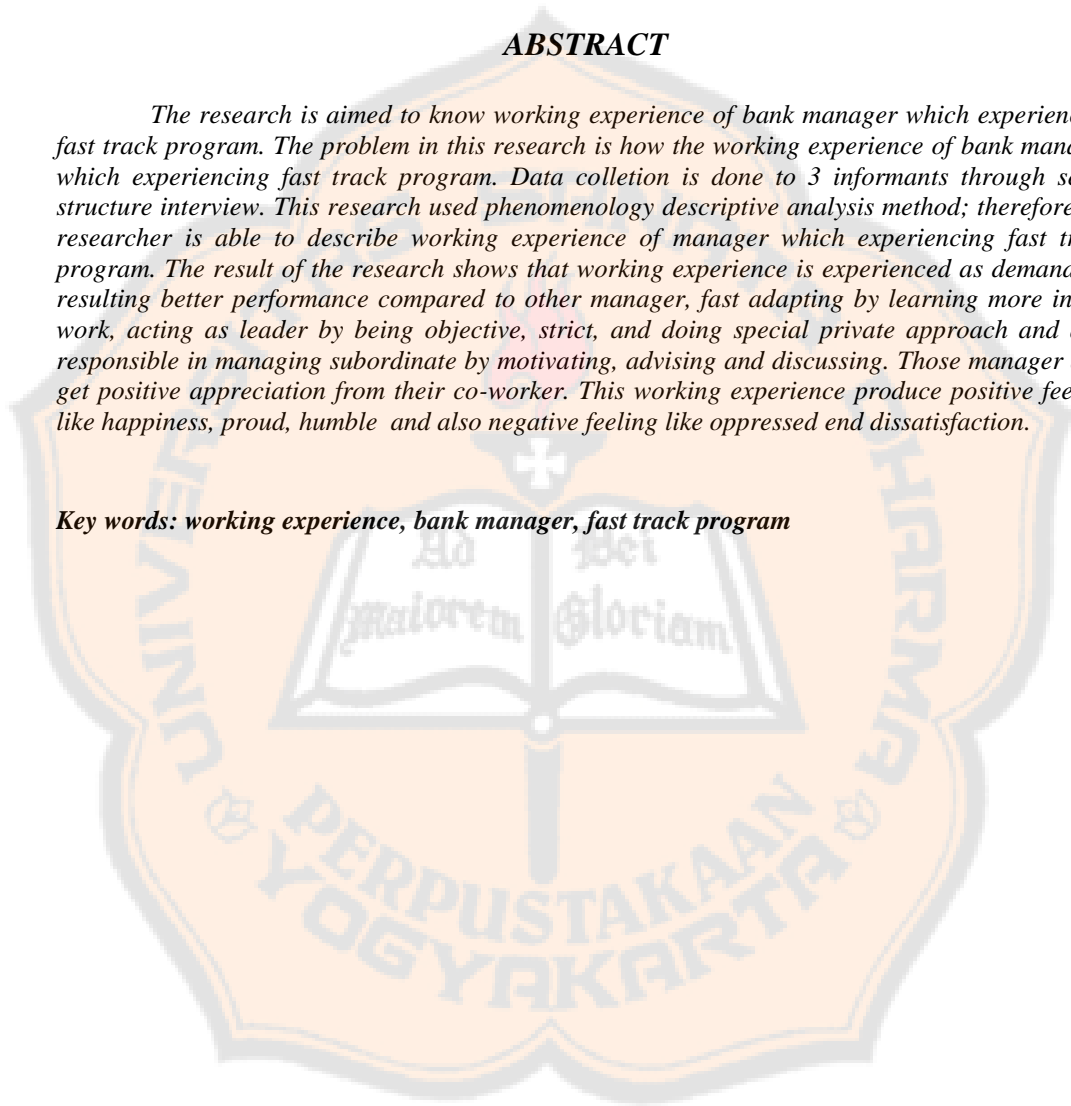 ABSTRACT
The research is aimed to know working experience of bank manager which experien
fast track program. The problem in this research is how the working experience of bank mana
which experiencing fast track program. Data colletion is done to 3 informants through s
structure interview. This research used phenomenology descriptive analysis method; therefore
researcher is able to describe working experience of manager which experiencing fast t
program. The result of the research shows that working experience is experienced as demand
resulting better performance compared to other manager, fast adapting by learning more in
work, acting as leader by being objective, strict, and doing special private approach and
responsible in managing subordinate by motivating, advising and discussing. Those manager
get positive appreciation from their co-worker. This working experience produce positive fee
like happiness, proud, humble and also negative feeling like oppressed end dissatisfaction.
Key words: working experience, bank manager, fast track program
UNIVERSITAS SANATA DHARMA
Ad Dei
Maiorem Gloriam
PERPUSTAKAAN
YOGYAKARTA